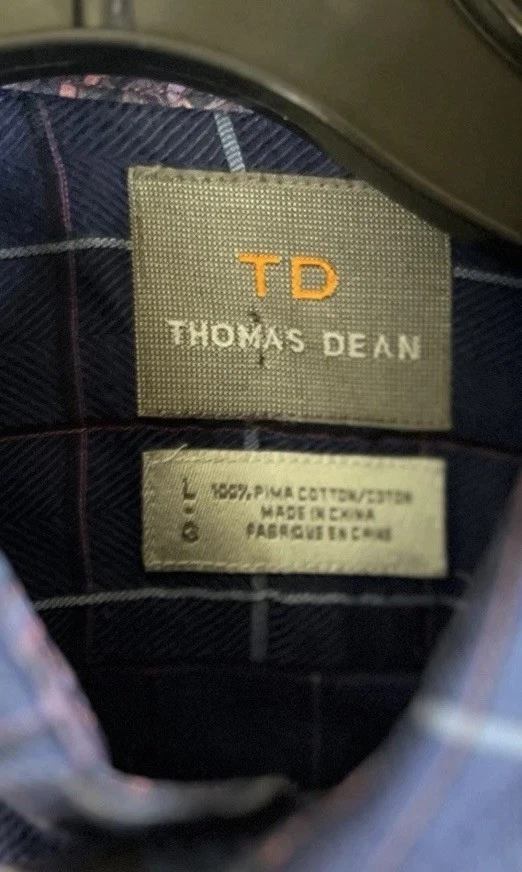 TD
THOMAS DEAN
L 100% PIMA COTTON/COTON
- MADE IN CHINA
G FABRIQUE EN CHINE